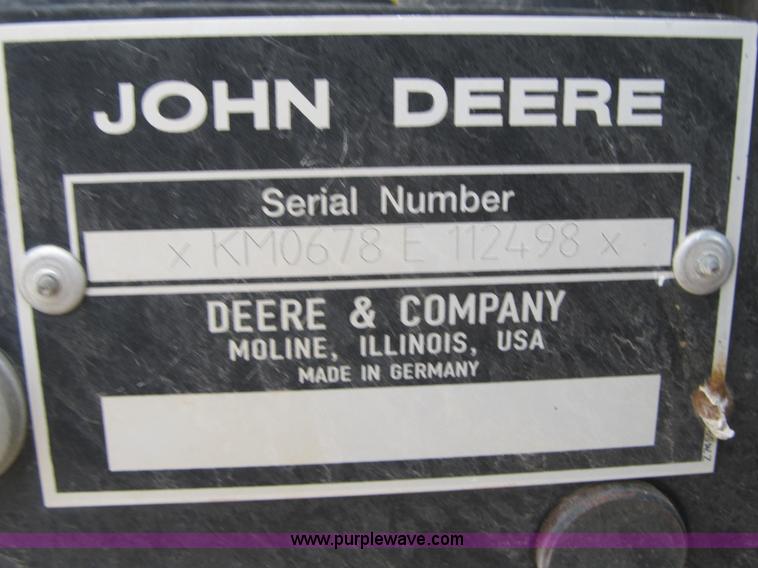 JOHN DEERE
Serial Number
x KM0678 E 112498 x
DEERE & COMPANY
MOLINE, ILLINOIS, USA
MADE IN GERMANY
www.purplewave.com